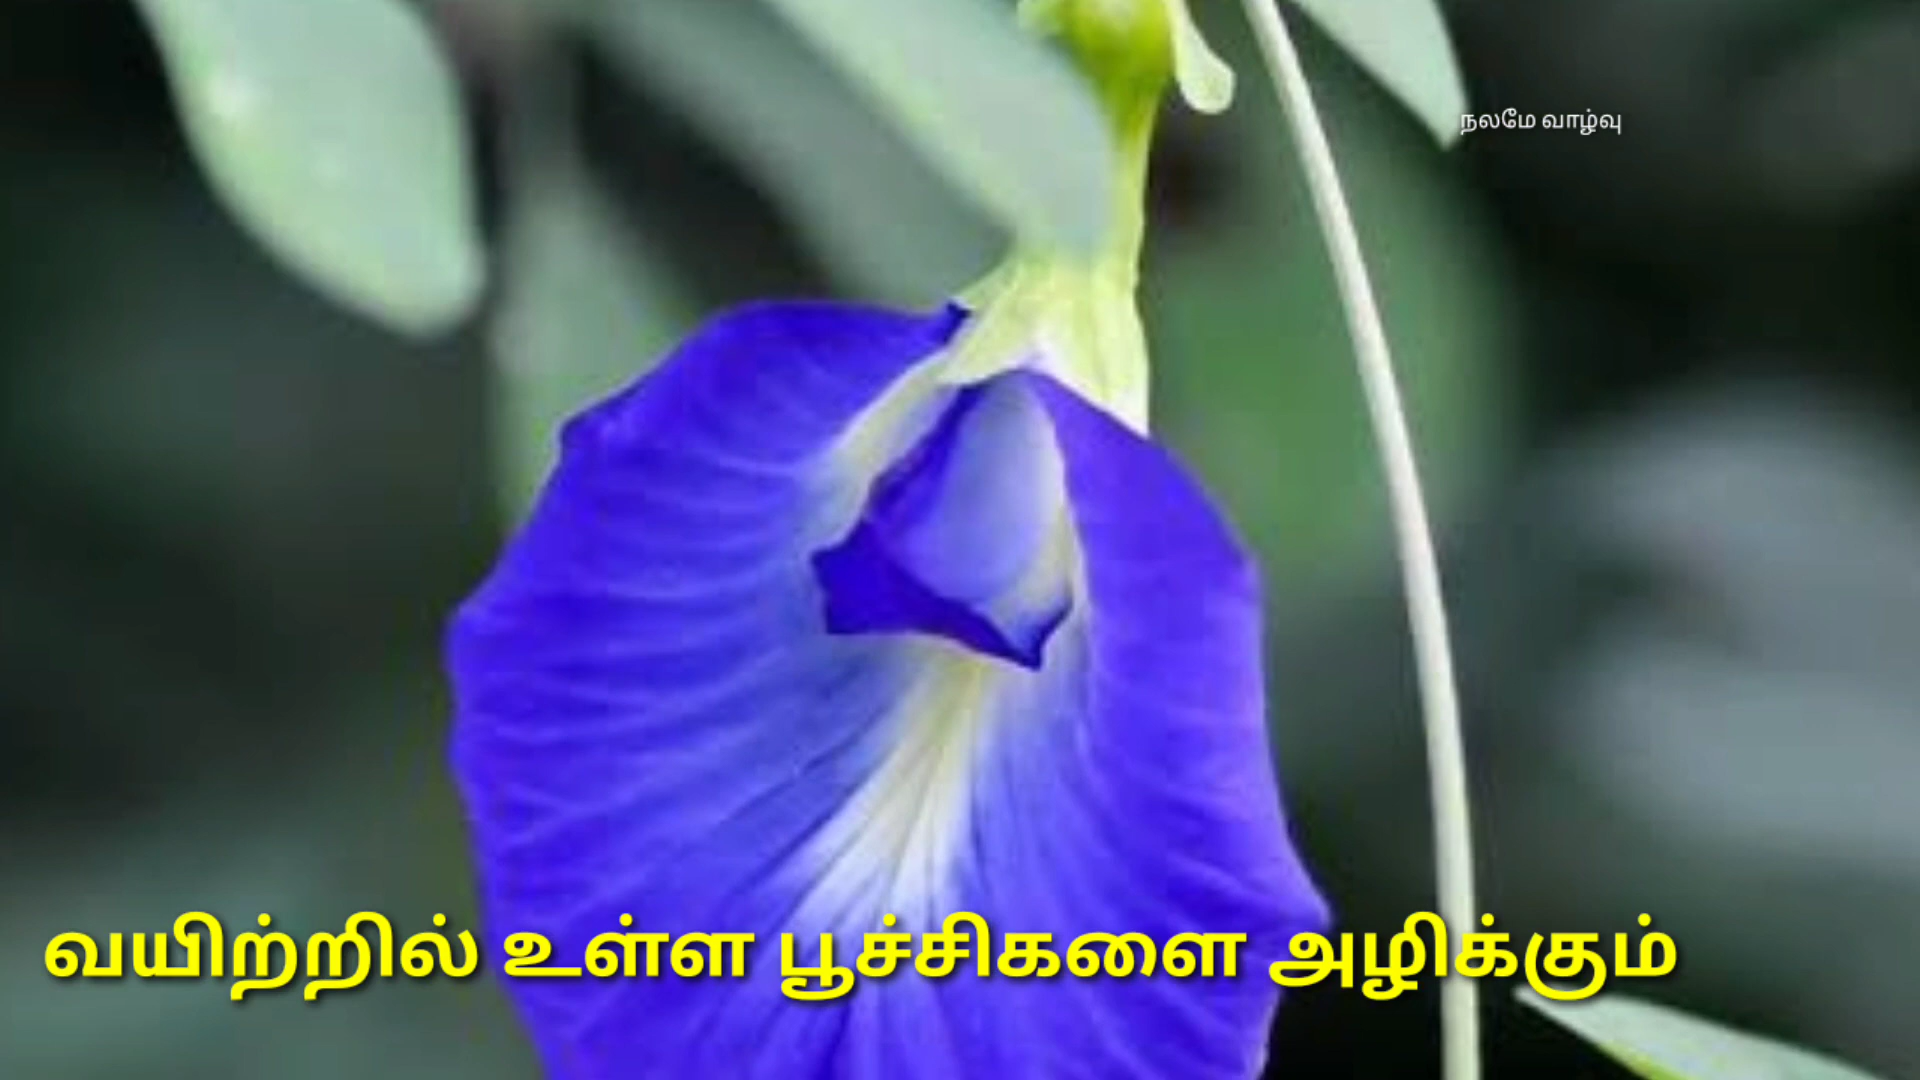 நலமே வாழ்வு
வயிற்றில் உள்ள பூச்சிகளை அழிக்கும்